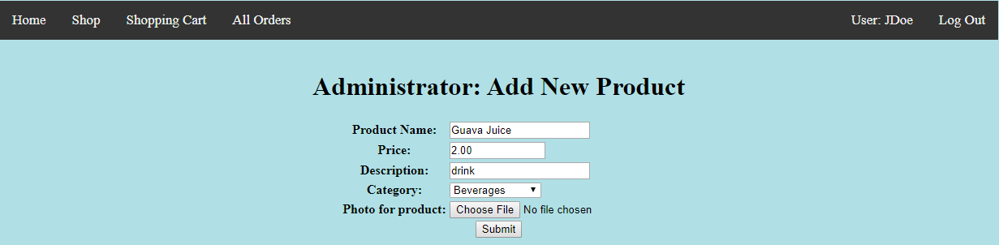 Home Shop Shopping Cart All Orders User: JDoe Log Out
Administrator: Add New Product
Product Name: Guava Juice
Price: 2.00
Description: drink
Category: Beverages
Photo for product: Choose File No file chosen
Submit